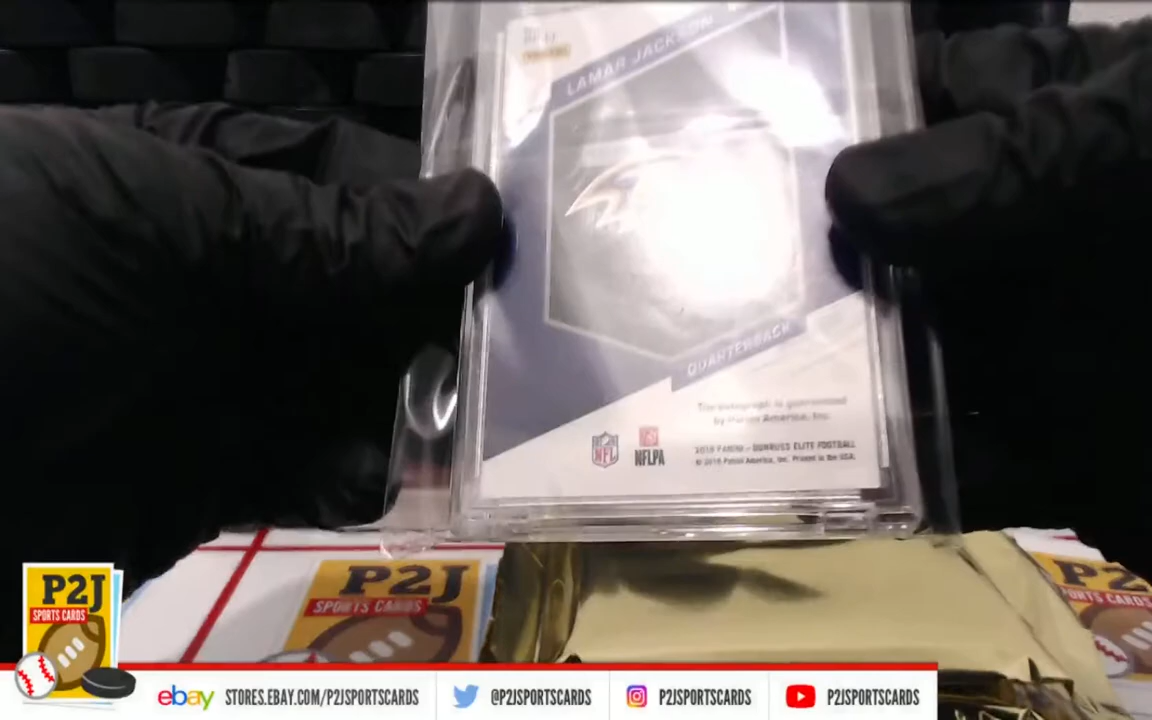 LAMAR JACKSON
QUARTERBACK
The autograph is guaranteed
by Panini America, Inc.
NFL
NFLPA
2018 PANINI - DONRUSS ELITE FOOTBALL
© 2018 Panini America, Inc. Printed in the USA.
P2J
SPORTS CARDS
P2J
SPORTS CARDS
P2J
SPORTS CARDS
ebay STORES.EBAY.COM/P2JSPORTSCARDS @P2JSPORTSCARDS P2JSPORTSCARDS P2JSPORTSCARDS